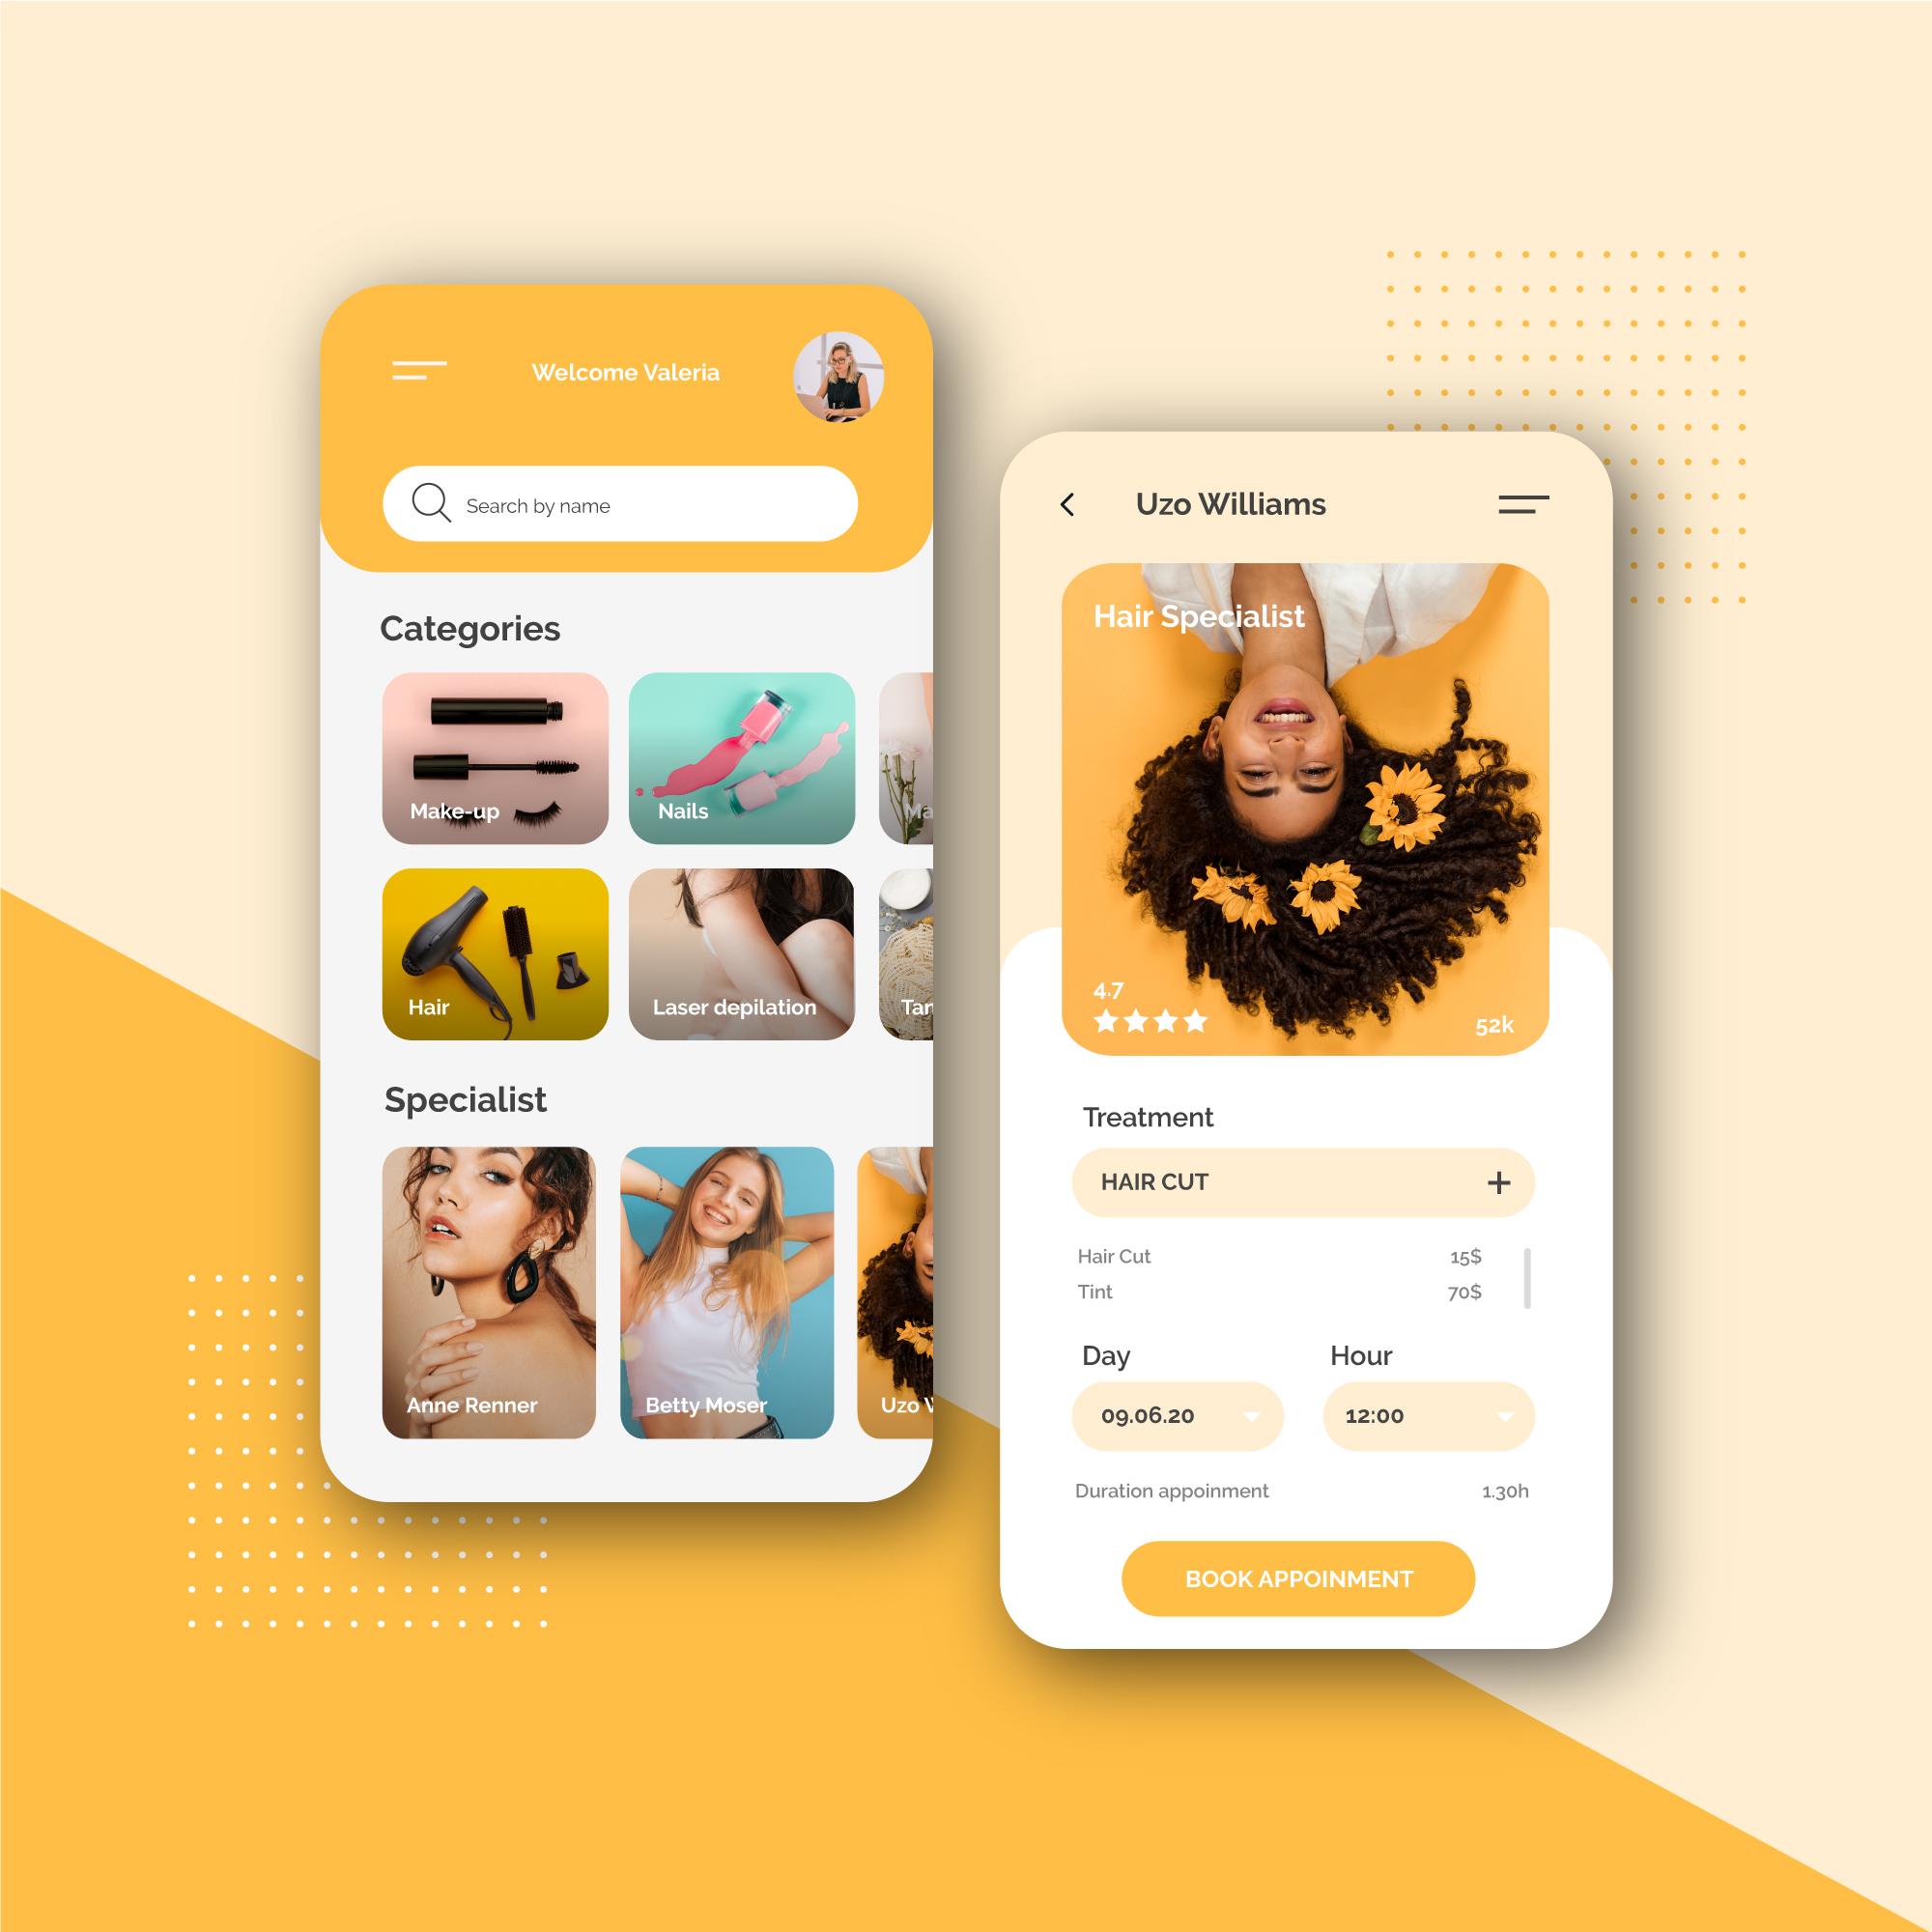 Welcome Valeria
Search by name
Categories
Make-up
Nails
Ma
Hair
Laser depilation
Tan
Specialist
Anne Renner
Betty Moser
Uzo
Uzo Williams
Hair Specialist
4.7
52k
Treatment
HAIR CUT
Hair Cut 15$
Tint 70$
Day Hour
09.06.20 12:00
Duration appoinment 1.30h
BOOK APPOINMENT